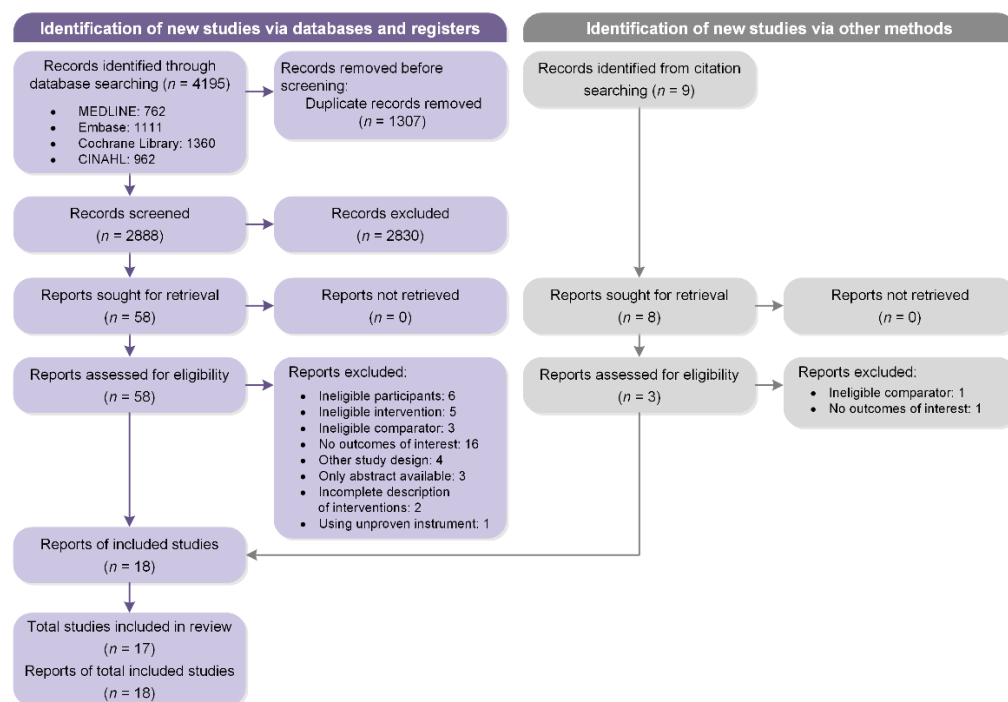 Identification of new studies via databases and registers
Records identified through
database searching (n = 4195)
• MEDLINE: 762
• Embase: 1111
• Cochrane Library: 1360
• CINAHL: 962
Records removed before
screening:
Duplicate records removed
(n = 1307)
Records screened
(n = 2888)
Records excluded
(n = 2830)
Reports sought for retrieval
(n = 58)
Reports not retrieved
(n = 0)
Reports assessed for eligibility
(n = 58)
Reports excluded:
• Ineligible participants: 6
• Ineligible intervention: 5
• Ineligible comparator: 3
• No outcomes of interest: 16
• Other study design: 4
• Only abstract available: 3
• Incomplete description
of interventions: 2
• Using unproven instrument: 1
Reports of included studies
(n = 18)
Total studies included in review
(n = 17)
Reports of total included studies
(n = 18)
Identification of new studies via other methods
Records identified from citation
searching (n = 9)
Reports sought for retrieval
(n = 8)
Reports not retrieved
(n = 0)
Reports assessed for eligibility
(n = 3)
Reports excluded:
• Ineligible comparator: 1
• No outcomes of interest: 1